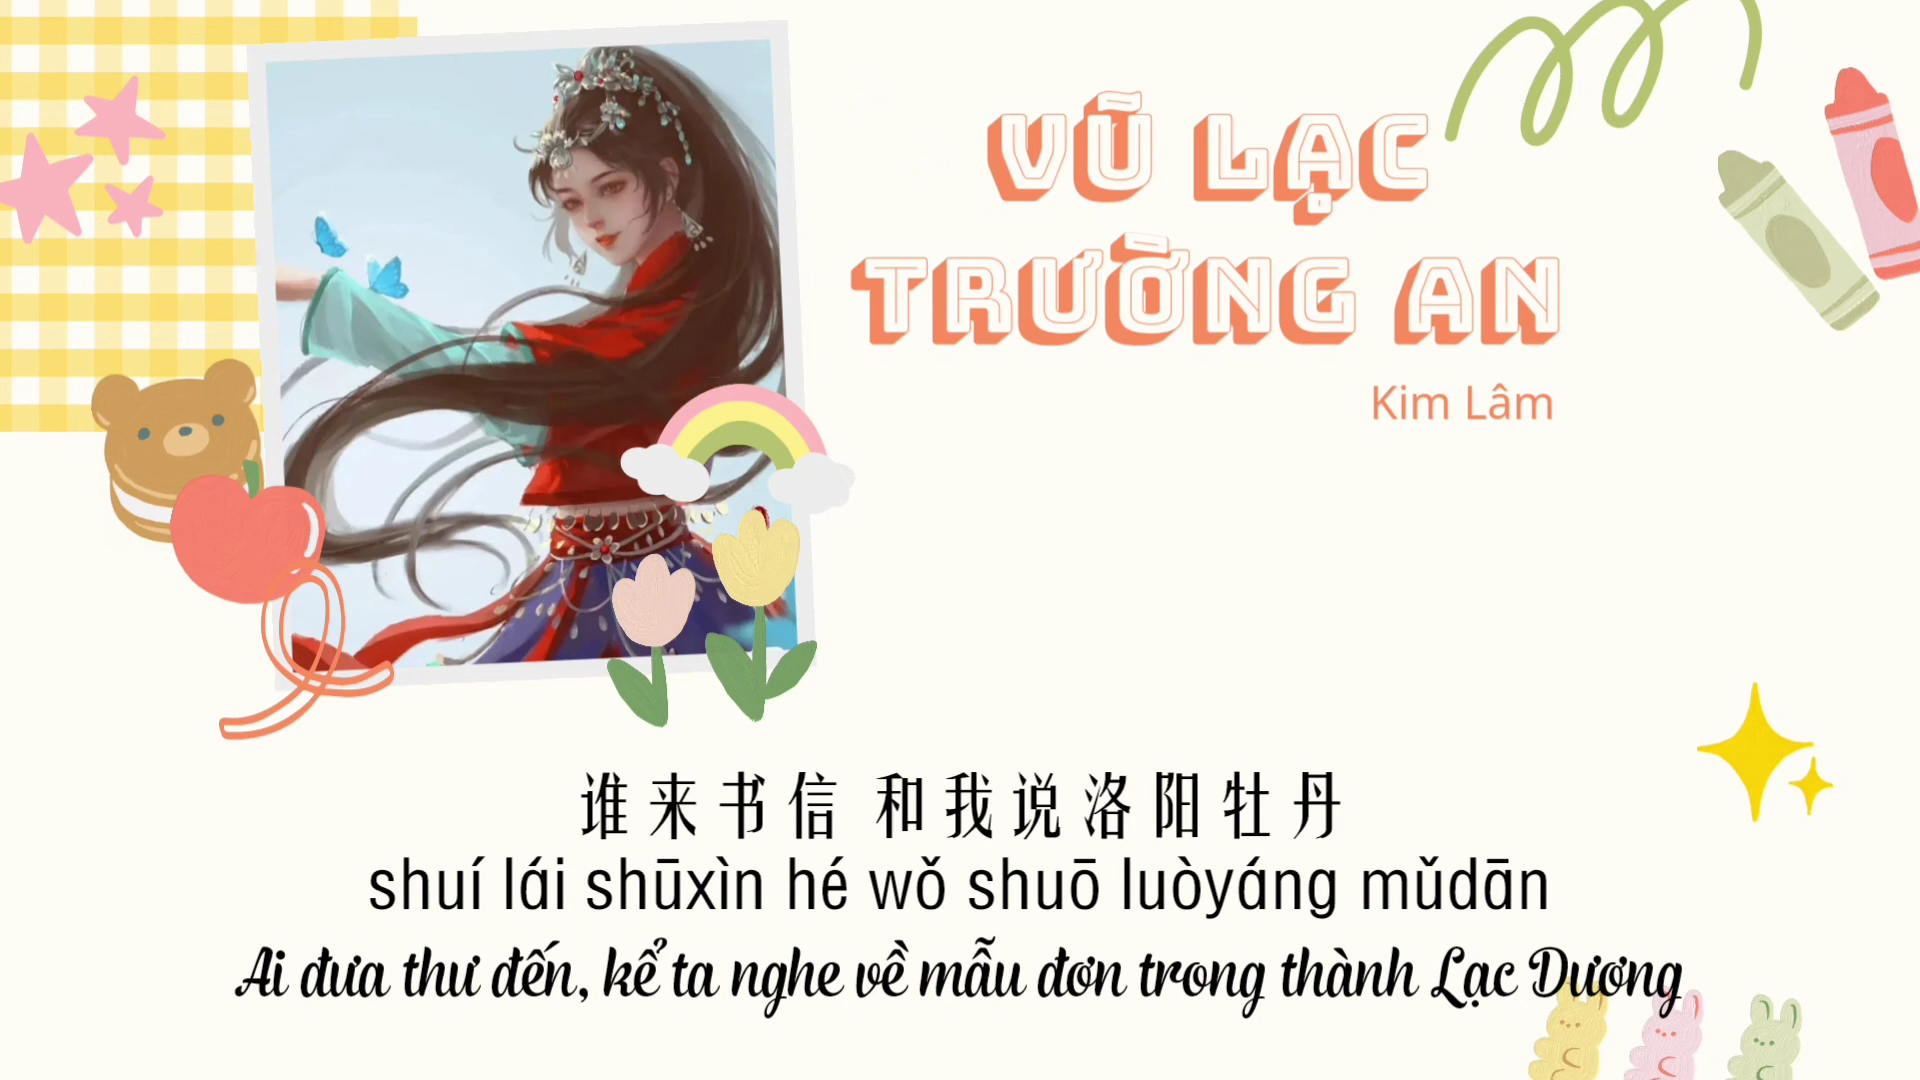 VŨ LẠC
TRƯỜNG AN
Kim Lâm
谁来书信 和我说洛阳牡丹
shuí lái shūxìn hé wǒ shuō luòyáng mǔdān
Ai đưa thư đến, kể ta nghe về mẫu đơn trong thành Lạc Dương